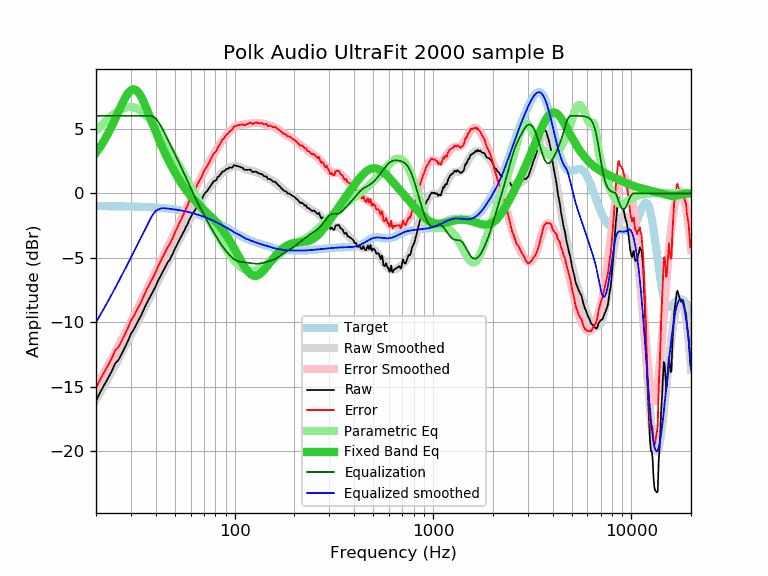 Polk Audio UltraFit 2000 sample B
Amplitude (dBr)
5
0
−5
−10
−15
−20
Target
Raw Smoothed
Error Smoothed
Raw
Error
Parametric Eq
Fixed Band Eq
Equalization
Equalized smoothed
100 1000 10000
Frequency (Hz)